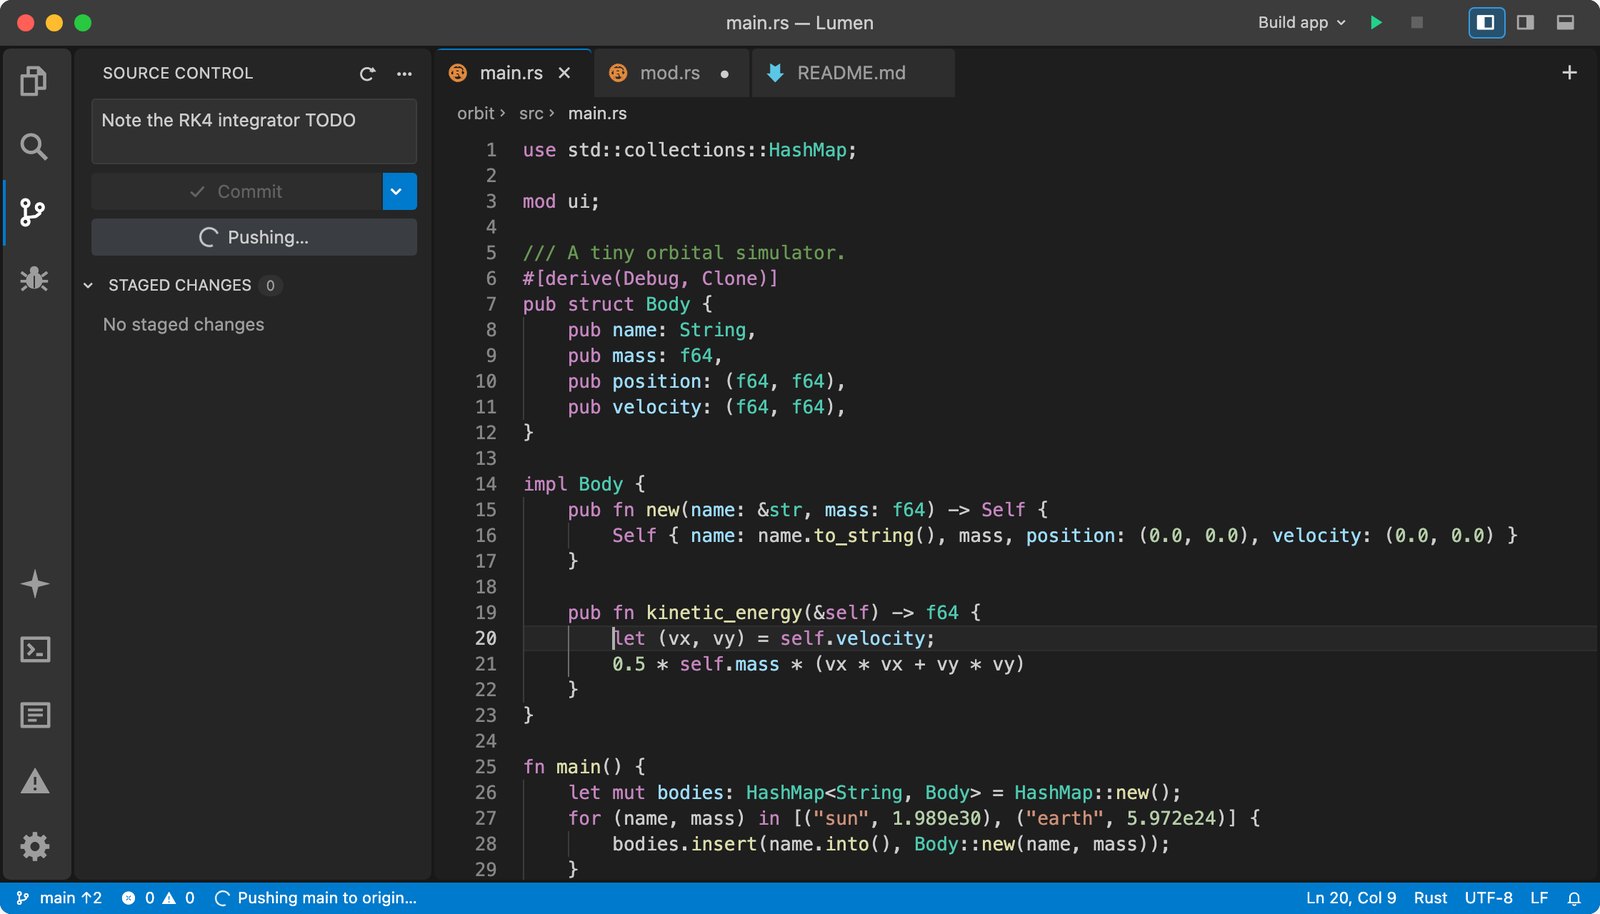 main.rs — Lumen
Build app
SOURCE CONTROL
Note the RK4 integrator TODO
Commit
Pushing...
STAGED CHANGES 0
No staged changes
main.rs
mod.rs
README.md
orbit › src › main.rs
1 use std::collections::HashMap;
2
3 mod ui;
4
5 /// A tiny orbital simulator.
6 #[derive(Debug, Clone)]
7 pub struct Body {
8     pub name: String,
9     pub mass: f64,
10     pub position: (f64, f64),
11     pub velocity: (f64, f64),
12 }
13
14 impl Body {
15     pub fn new(name: &str, mass: f64) -> Self {
16         Self { name: name.to_string(), mass, position: (0.0, 0.0), velocity: (0.0, 0.0) }
17     }
18
19     pub fn kinetic_energy(&self) -> f64 {
20         let (vx, vy) = self.velocity;
21         0.5 * self.mass * (vx * vx + vy * vy)
22     }
23 }
24
25 fn main() {
26     let mut bodies: HashMap<String, Body> = HashMap::new();
27     for (name, mass) in [("sun", 1.989e30), ("earth", 5.972e24)] {
28         bodies.insert(name.into(), Body::new(name, mass));
29     }
main ↑2 0 0 Pushing main to origin...
Ln 20, Col 9 Rust UTF-8 LF